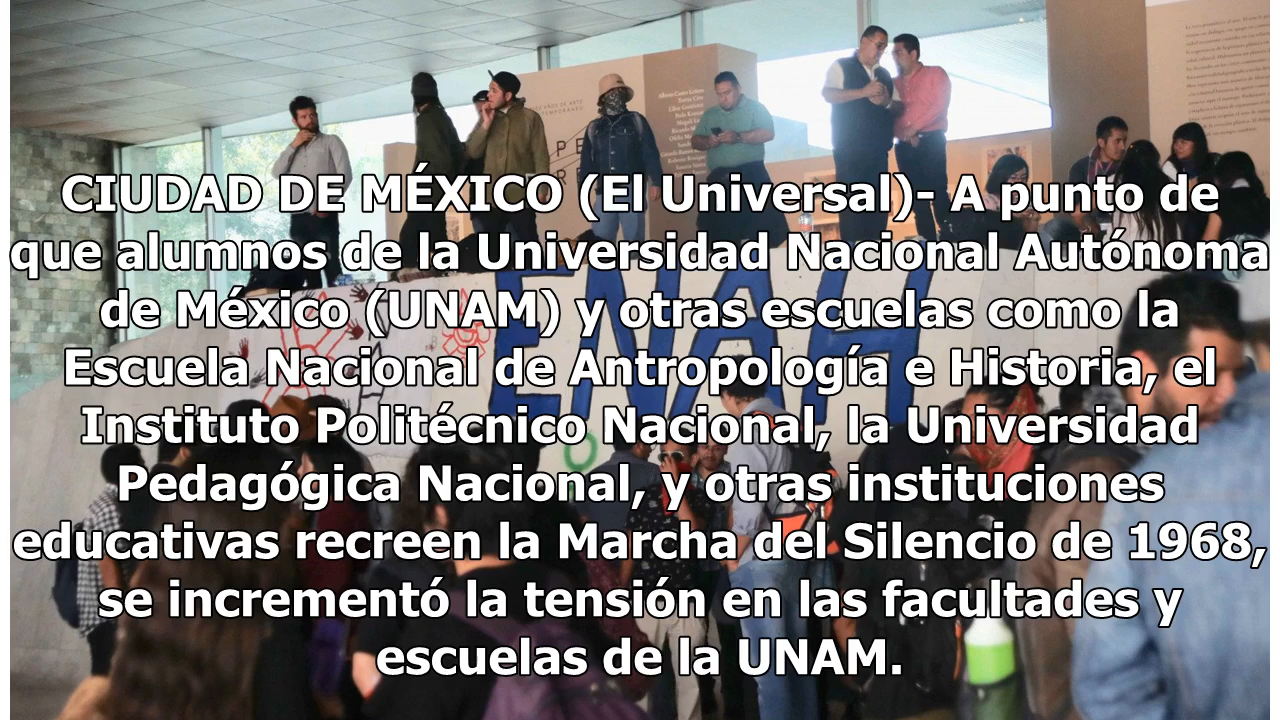 CIUDAD DE MÉXICO (El Universal)- A punto de
que alumnos de la Universidad Nacional Autónoma
de México (UNAM) y otras escuelas como la
Escuela Nacional de Antropología e Historia, el
Instituto Politécnico Nacional, la Universidad
Pedagógica Nacional, y otras instituciones
educativas recreen la Marcha del Silencio de 1968,
se incrementó la tensión en las facultades y
escuelas de la UNAM.
ENAH